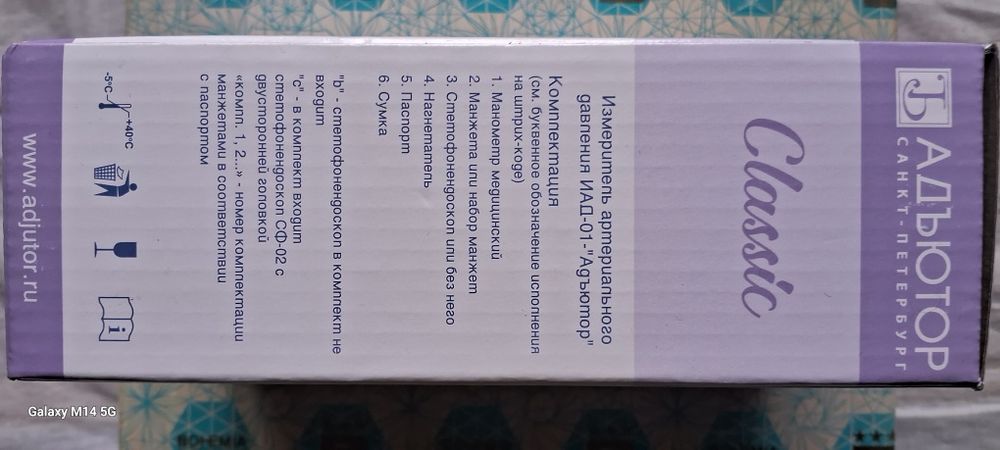 АДЪЮТОР
САНКТ-ПЕТЕРБУРГ
Classic
Измеритель артериального
давления ИАД-01-"Адъютор"
Комплектация
(см. буквенное обозначение исполнения
на штрих-коде)
1. Манометр медицинский
2. Манжета или набор манжет
3. Стетофонендоскоп или без него
4. Нагнетатель
5. Паспорт
6. Сумка
"b" - стетофонендоскоп в комплект не
входит
"c" - в комплект входит
стетофонендоскоп СФ-02 с
двусторонней головкой
«компл. 1, 2...» - номер комплектации
манжетами в соответствии
с паспортом
-5°C
+40°C
www.adjutor.ru
Galaxy M14 5G
BOHEMIA